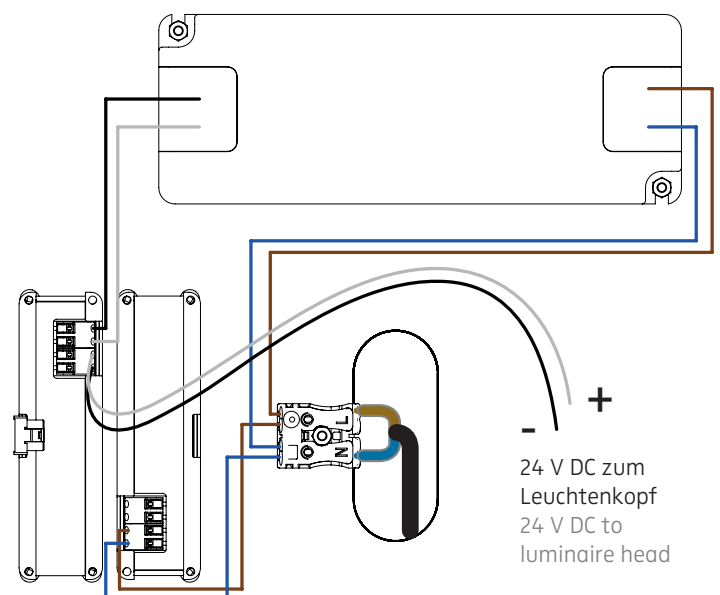 L
N
+
-
24 V DC zum
Leuchtenkopf
24 V DC to
luminaire head